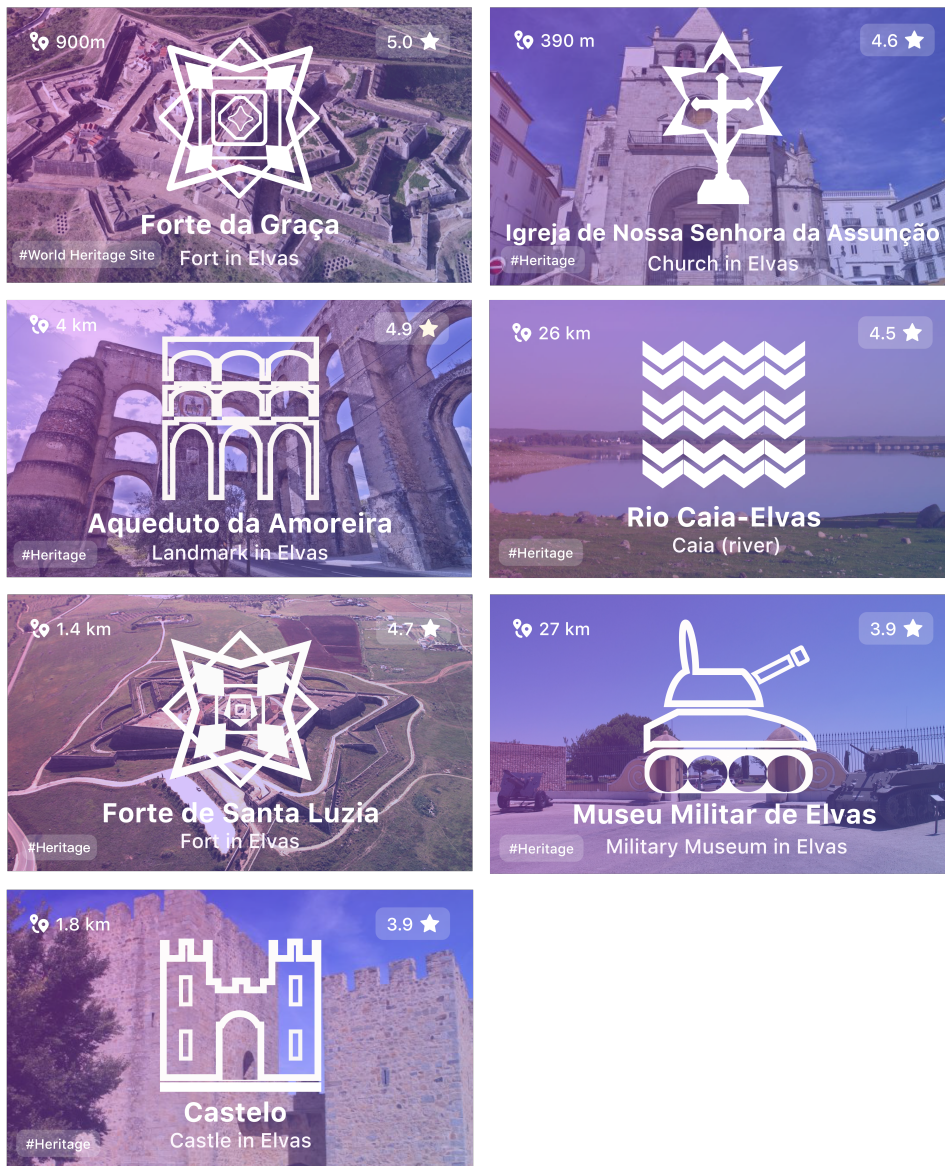 900m
5.0
Forte da Graça
#World Heritage Site
Fort in Elvas
390 m
4.6
Igreja de Nossa Senhora da Assunção
#Heritage
Church in Elvas
4 km
4.9
Aqueduto da Amoreira
#Heritage
Landmark in Elvas
26 km
4.5
Rio Caia-Elvas
Caia (river)
#Heritage
1.4 km
4.7
Forte de Santa Luzia
Fort in Elvas
#Heritage
27 km
3.9
Museu Militar de Elvas
#Heritage
Military Museum in Elvas
1.8 km
3.9
Castelo
Castle in Elvas
#Heritage